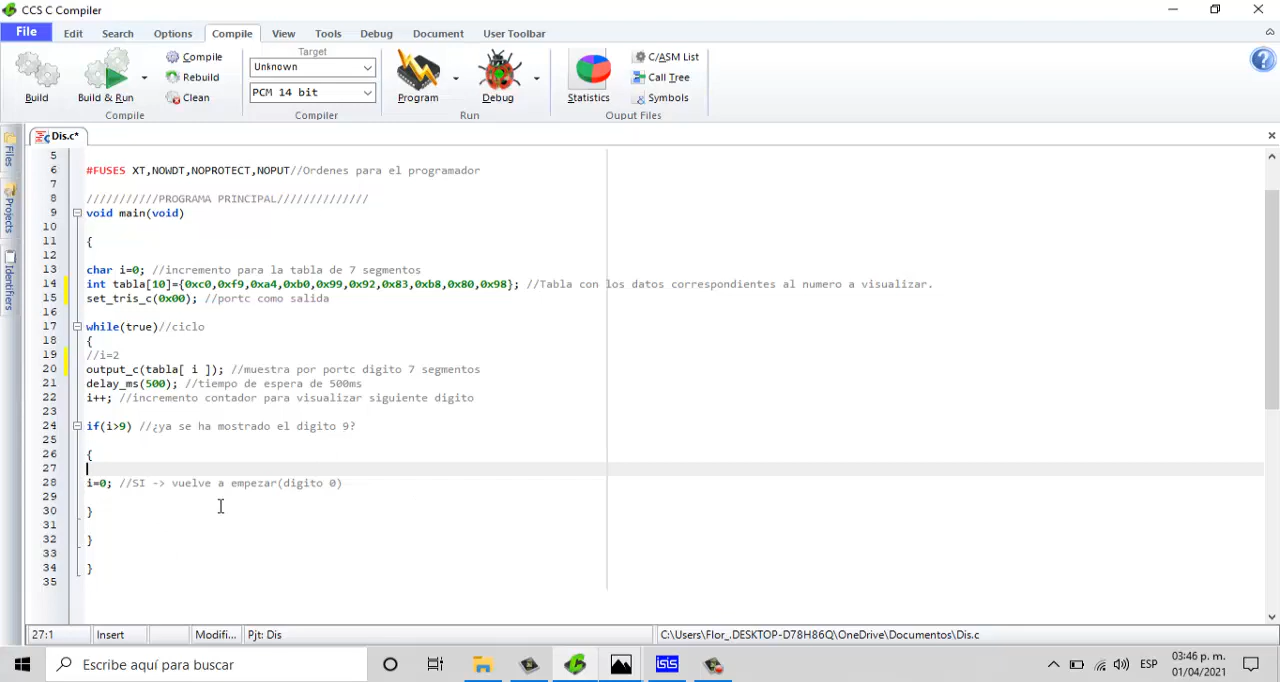 CCS C Compiler
File Edit Search Options Compile View Tools Debug Document User Toolbar
Build
Build & Run
Compile
Rebuild
Clean
Compile
Target
Unknown
PCM 14 bit
Compiler
Program
Debug
Run
Statistics
C/ASM List
Call Tree
Symbols
Ouput Files
Dis.c*
Files
Projects
Identifiers
5
6 #FUSES XT,NOWDT,NOPROTECT,NOPUT//Ordenes para el programador
7
8 ///////////PROGRAMA PRINCIPAL//////////////
9 void main(void)
10
11 {
12
13 char i=0; //incremento para la tabla de 7 segmentos
14 int tabla[10]={0xc0,0xf9,0xa4,0xb0,0x99,0x92,0x83,0xb8,0x80,0x98}; //Tabla con los datos correspondientes al numero a visualizar.
15 set_tris_c(0x00); //portc como salida
16
17 while(true)//ciclo
18 {
19 //i=2
20 output_c(tabla[ i ]); //muestra por portc digito 7 segmentos
21 delay_ms(500); //tiempo de espera de 500ms
22 i++; //incremento contador para visualizar siguiente digito
23
24 if(i>9) //¿ya se ha mostrado el digito 9?
25
26 {
27
28 i=0; //SI -> vuelve a empezar(digito 0)
29
30 }
31
32 }
33
34 }
35
27:1 Insert Modifi... Pjt: Dis C:\Users\Flor_.DESKTOP-D78H86Q\OneDrive\Documentos\Dis.c
Escribe aquí para buscar
isis
ESP
03:46 p. m.
01/04/2021